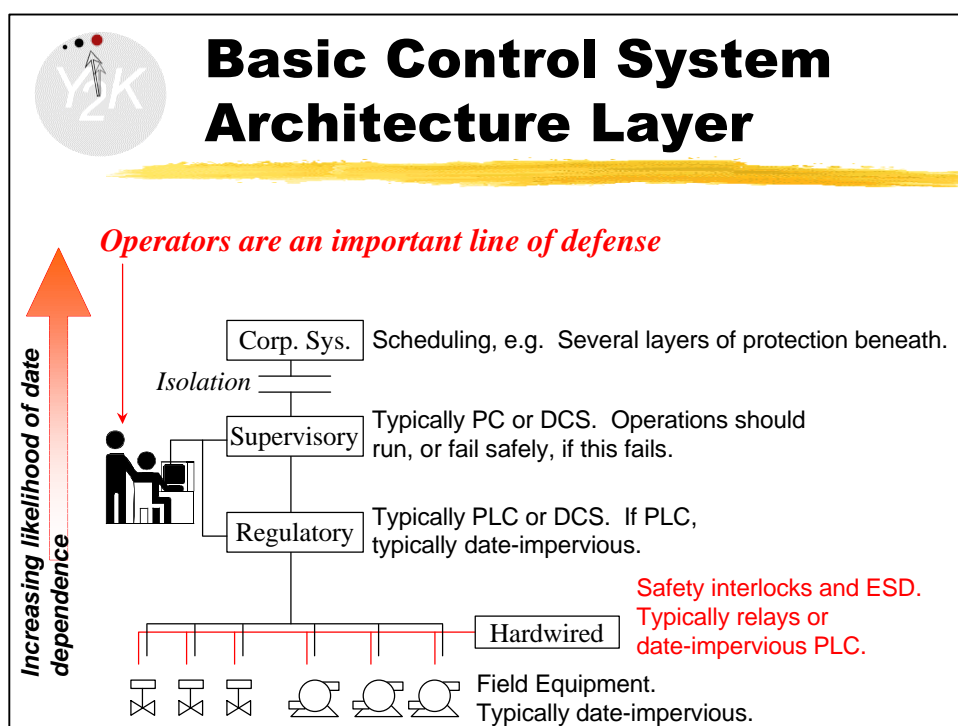 Y2K
Basic Control System
Architecture Layer
Operators are an important line of defense
Increasing likelihood of date
dependence
Corp. Sys.
Scheduling, e.g.  Several layers of protection beneath.
Isolation
Supervisory
Typically PC or DCS.  Operations should
run, or fail safely, if this fails.
Regulatory
Typically PLC or DCS.  If PLC,
typically date-impervious.
Hardwired
Safety interlocks and ESD.
Typically relays or
date-impervious PLC.
Field Equipment.
Typically date-impervious.